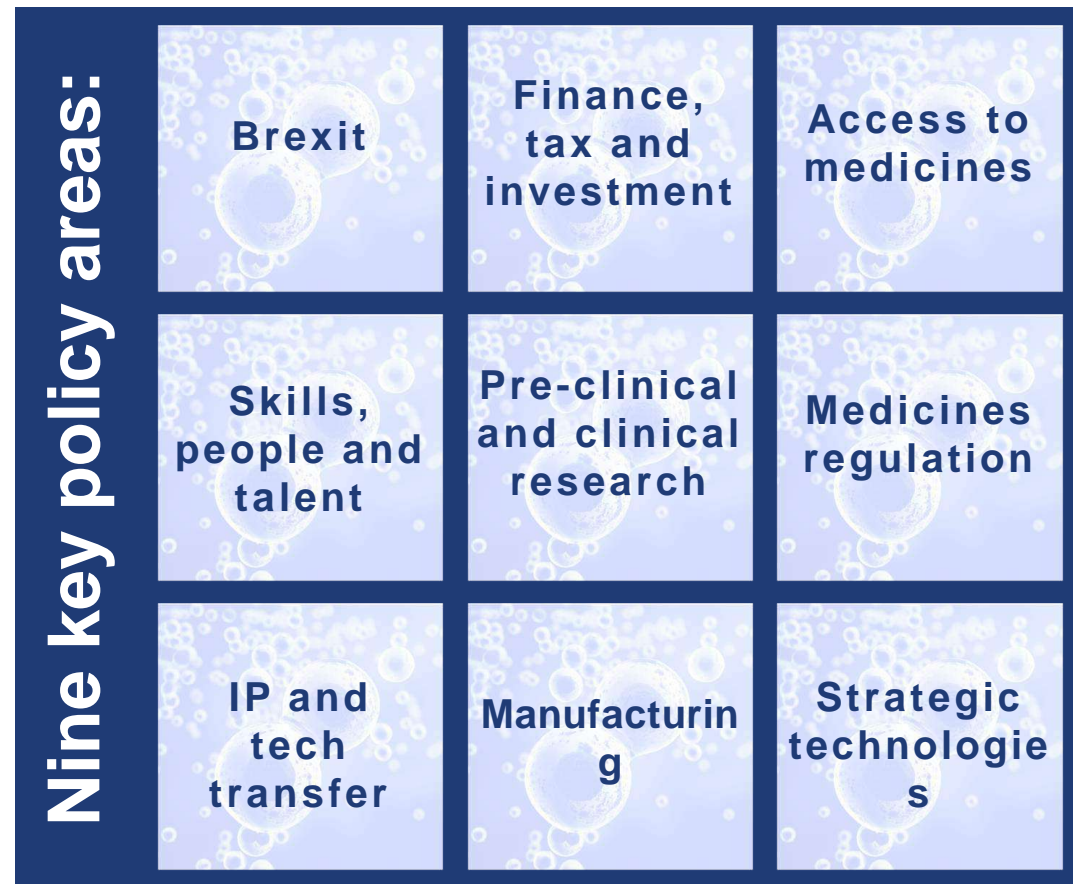 Nine key policy areas:
Brexit
Finance,
tax and
investment
Access to
medicines
Skills,
people and
talent
Pre-clinical
and clinical
research
Medicines
regulation
IP and
tech
transfer
Manufacturin
g
Strategic
technologie
s